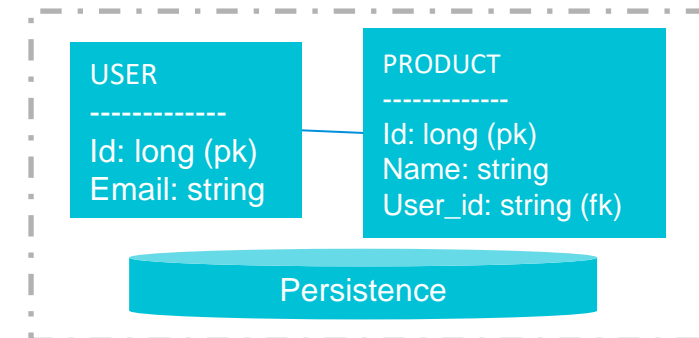 USER
-------------
Id: long (pk)
Email: string
PRODUCT
-------------
Id: long (pk)
Name: string
User_id: string (fk)
Persistence